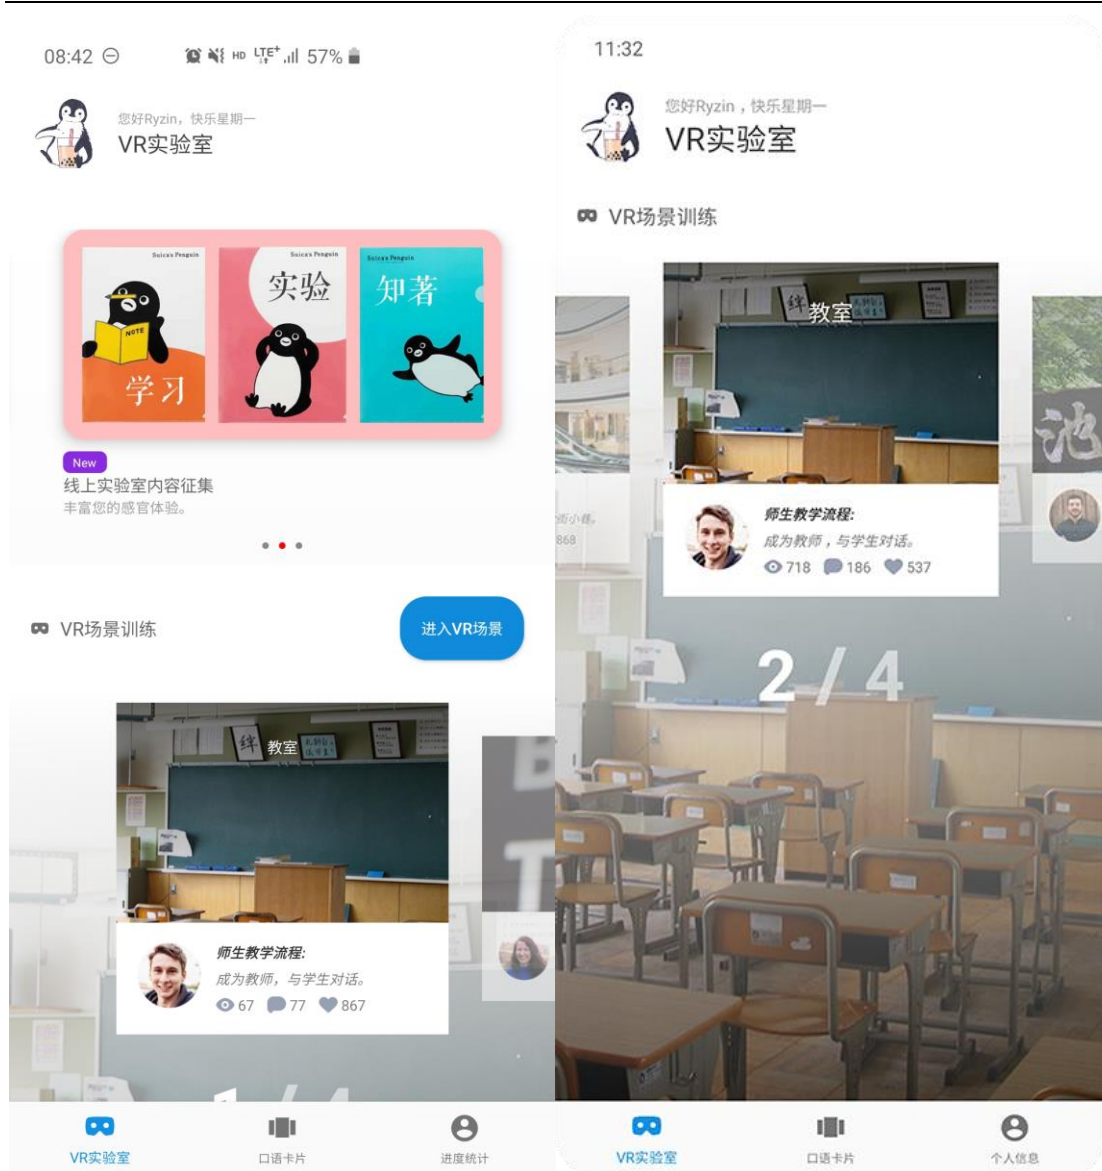 08:42
HD LTE+ 57%
您好Ryzin，快乐星期一
VR实验室
Suica's Penguin
Suica's Penguin
Suica's Penguin
NOTE
学习
实验
知著
New
线上实验室内容征集
丰富您的感官体验。
VR场景训练
进入VR场景
绊
教室
师生教学流程:
成为教师，与学生对话。
67 77 867
1 / 4
VR实验室
口语卡片
进度统计
11:32
您好Ryzin，快乐星期一
VR实验室
VR场景训练
绊
教室
池
街小巷。
868
师生教学流程:
成为教师，与学生对话。
718 186 537
2 / 4
VR实验室
口语卡片
个人信息